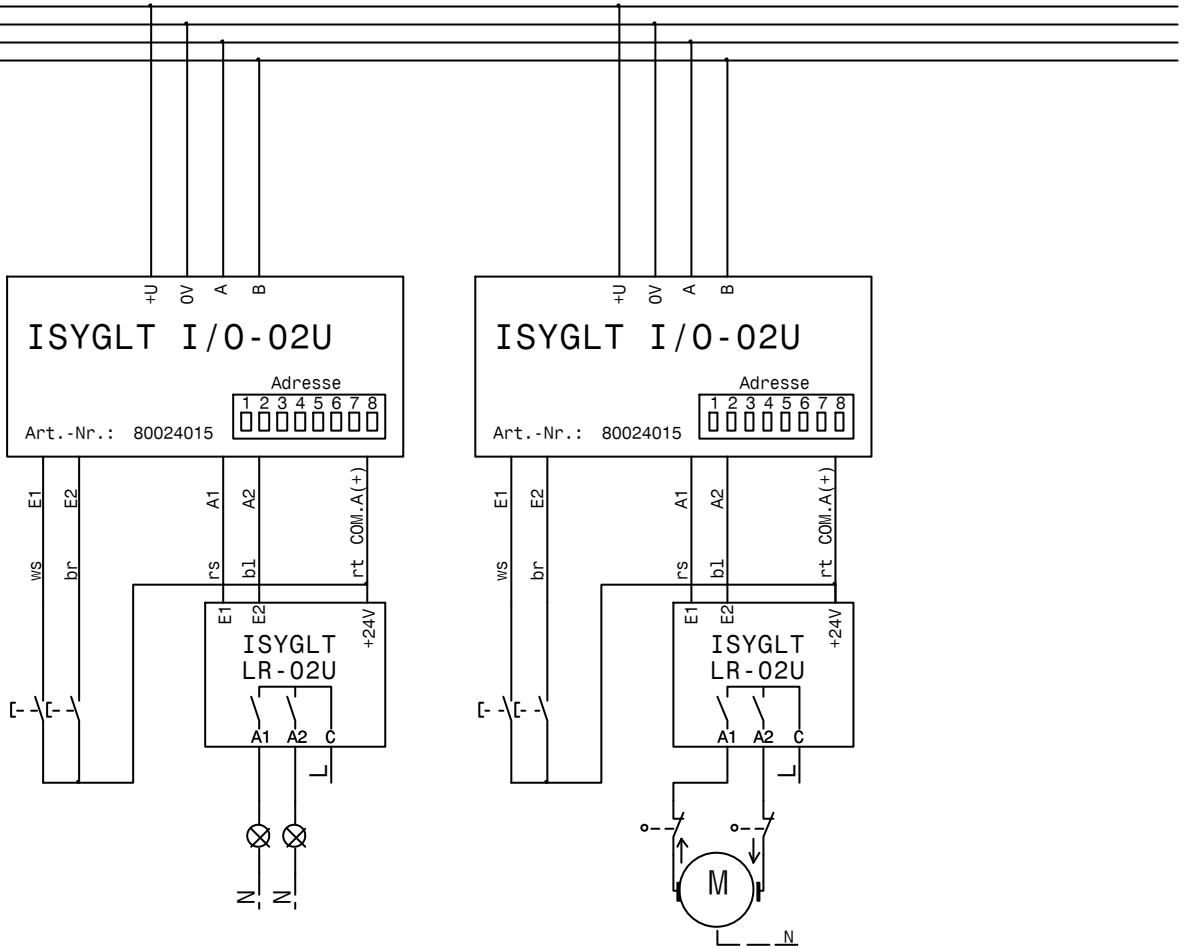 +U 0V A B
ISYGLT I/O-02U
Adresse
1 2 3 4 5 6 7 8
Art.-Nr.: 80024015
E1 E2 A1 A2 COM.A(+)
ws br rs bl rt
E1 E2 +24V
ISYGLT
LR-02U
A1 A2 C
L
N N
+U 0V A B
ISYGLT I/O-02U
Adresse
1 2 3 4 5 6 7 8
Art.-Nr.: 80024015
E1 E2 A1 A2 COM.A(+)
ws br rs bl rt
E1 E2 +24V
ISYGLT
LR-02U
A1 A2 C
L
M
N